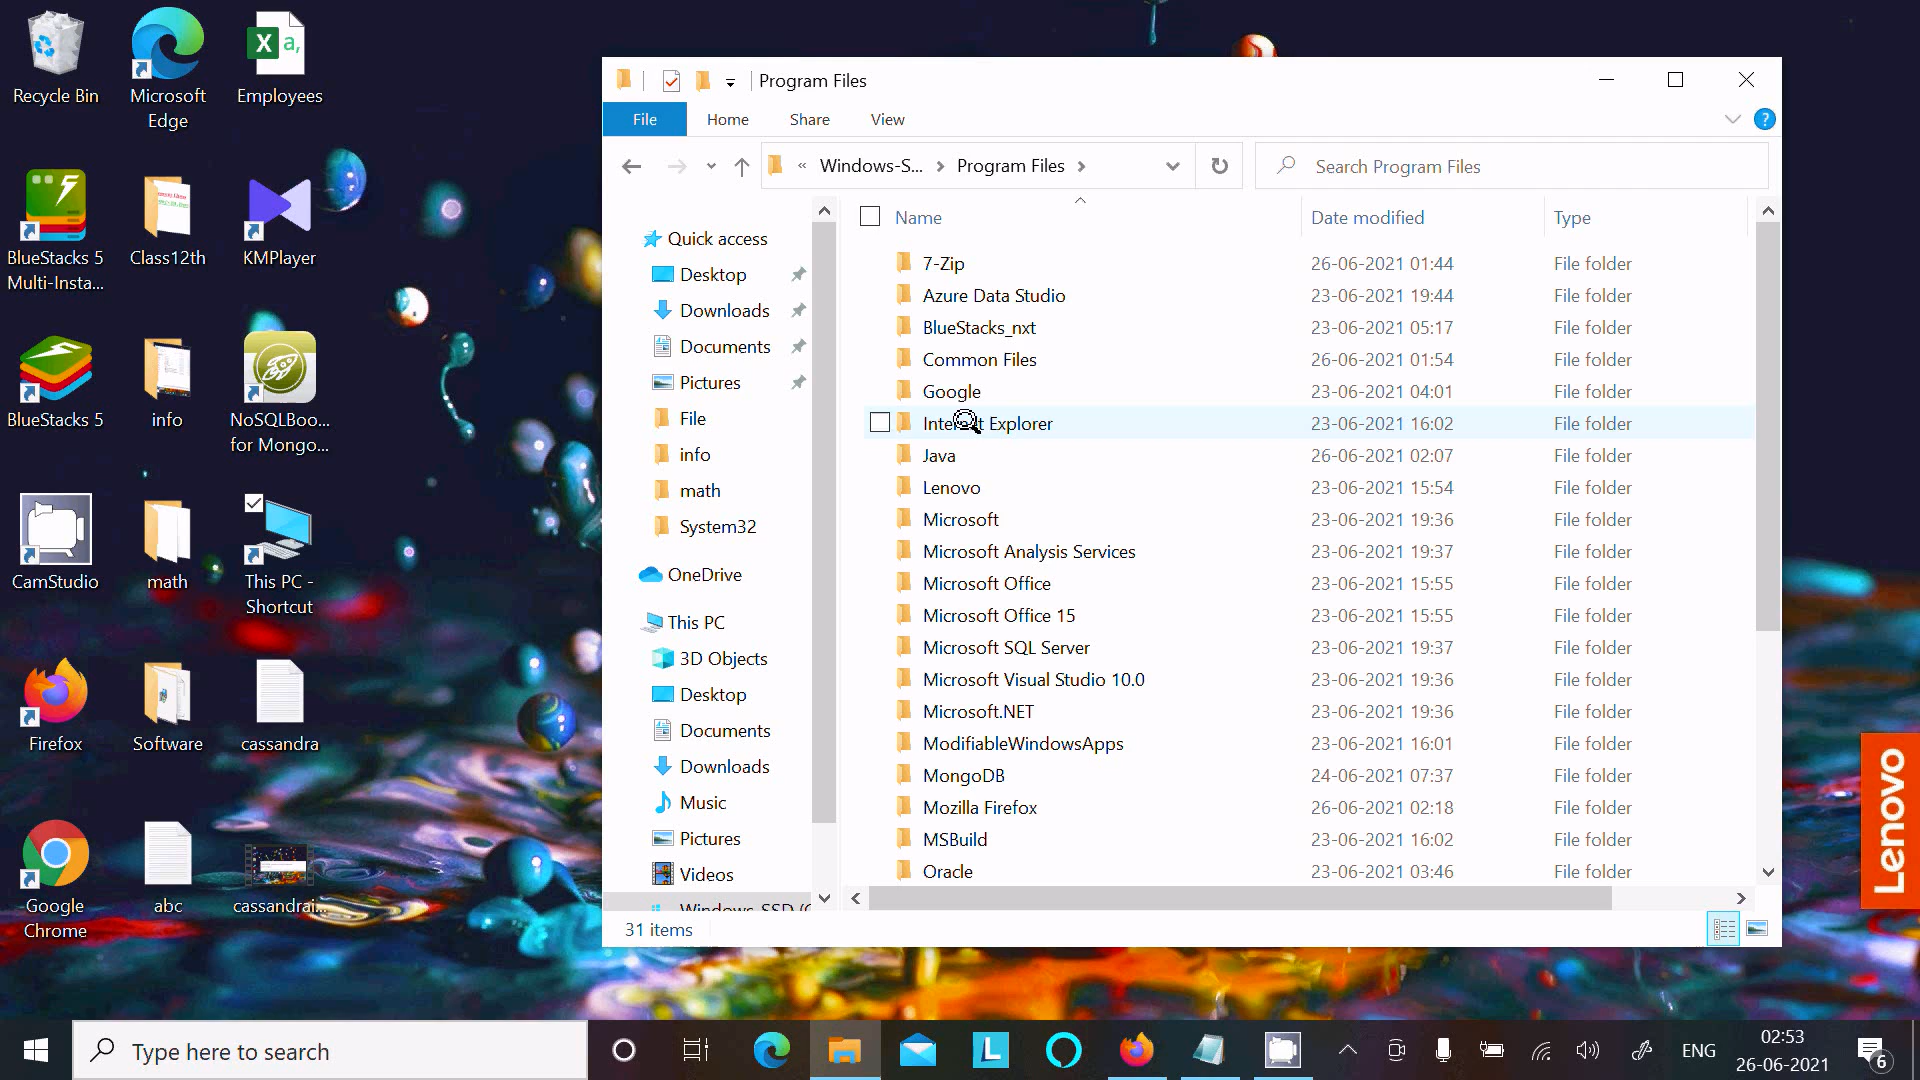 Recycle Bin
Microsoft
Edge
Employees
BlueStacks 5
Multi-Insta...
Class12th
KMPlayer
BlueStacks 5
info
NoSQLBoo...
for Mongo...
CamStudio
math
This PC -
Shortcut
Firefox
Software
cassandra
Google
Chrome
abc
cassandrai...
Program Files
File
Home
Share
View
« Windows-S... > Program Files >
Search Program Files
Quick access
Desktop
Downloads
Documents
Pictures
File
info
math
System32
OneDrive
This PC
3D Objects
Desktop
Documents
Downloads
Music
Pictures
Videos
Windows-SSD (C
Name Date modified Type
7-Zip 26-06-2021 01:44 File folder
Azure Data Studio 23-06-2021 19:44 File folder
BlueStacks_nxt 23-06-2021 05:17 File folder
Common Files 26-06-2021 01:54 File folder
Google 23-06-2021 04:01 File folder
Internet Explorer 23-06-2021 16:02 File folder
Java 26-06-2021 02:07 File folder
Lenovo 23-06-2021 15:54 File folder
Microsoft 23-06-2021 19:36 File folder
Microsoft Analysis Services 23-06-2021 19:37 File folder
Microsoft Office 23-06-2021 15:55 File folder
Microsoft Office 15 23-06-2021 15:55 File folder
Microsoft SQL Server 23-06-2021 19:37 File folder
Microsoft Visual Studio 10.0 23-06-2021 19:36 File folder
Microsoft.NET 23-06-2021 19:36 File folder
ModifiableWindowsApps 23-06-2021 16:01 File folder
MongoDB 24-06-2021 07:37 File folder
Mozilla Firefox 26-06-2021 02:18 File folder
MSBuild 23-06-2021 16:02 File folder
Oracle 23-06-2021 03:46 File folder
31 items
Lenovo
Type here to search
L
ENG
02:53
26-06-2021
6